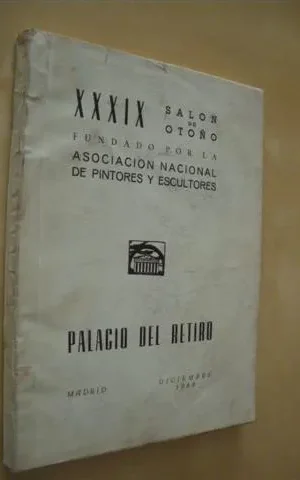 XXXIX SALON
DE
OTOÑO
FUNDADO POR LA
ASOCIACION NACIONAL
DE PINTORES Y ESCULTORES
PALACIO DEL RETIRO
MADRID DICIEMBRE